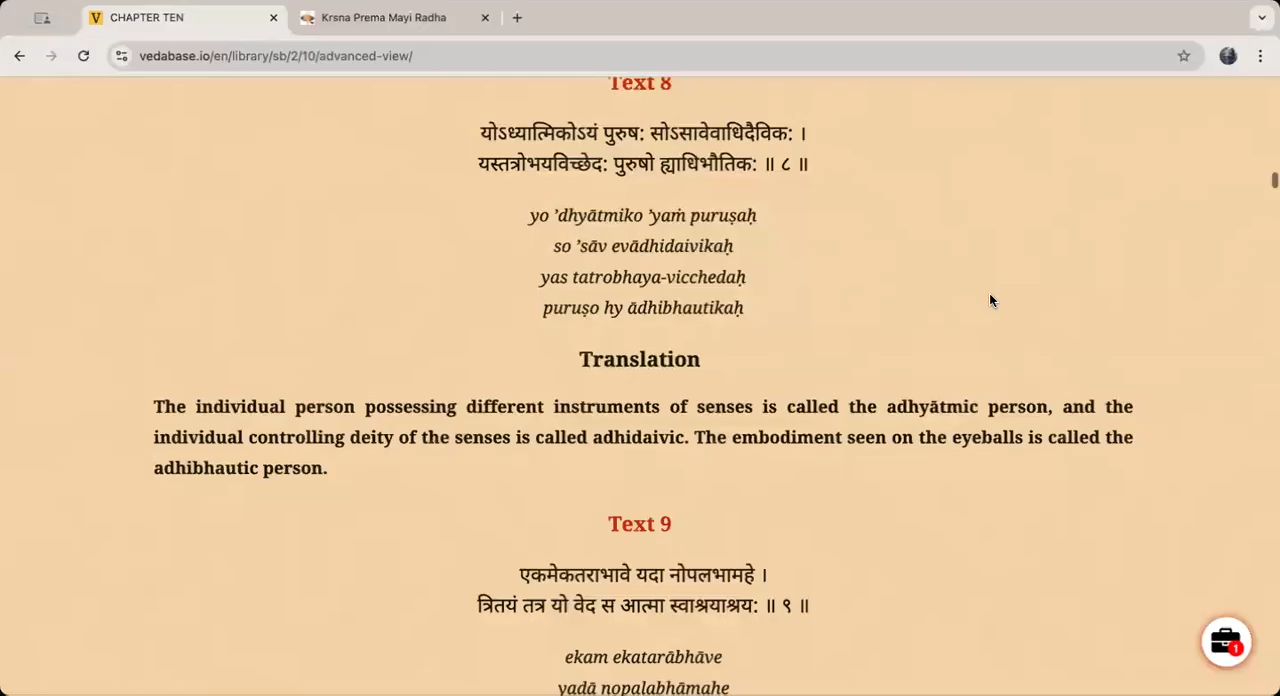 CHAPTER TEN
Krsna Prema Mayi Radha
vedabase.io/en/library/sb/2/10/advanced-view/
Text 8
योऽध्यात्मिकोऽयं पुरुष: सोऽसावेवाधिदैविक: ।
यस्तत्रोभयविच्छेद: पुरुषो ह्याधिभौतिक: ॥ ८ ॥
yo ’dhyātmiko ’yaṁ puruṣaḥ
so ’sāv evādhidaivikaḥ
yas tatrobhaya-vicchedaḥ
puruṣo hy ādhibhautikaḥ
Translation
The individual person possessing different instruments of senses is called the adhyātmic person, and the
individual controlling deity of the senses is called adhidaivic. The embodiment seen on the eyeballs is called the
adhibhautic person.
Text 9
एकमेकतराभावे यदा नोपलभामहे ।
त्रितयं तत्र यो वेद स आत्मा स्वाश्रयाश्रय: ॥ ९ ॥
ekam ekatarābhāve
yadā nopalabhāmahe
1